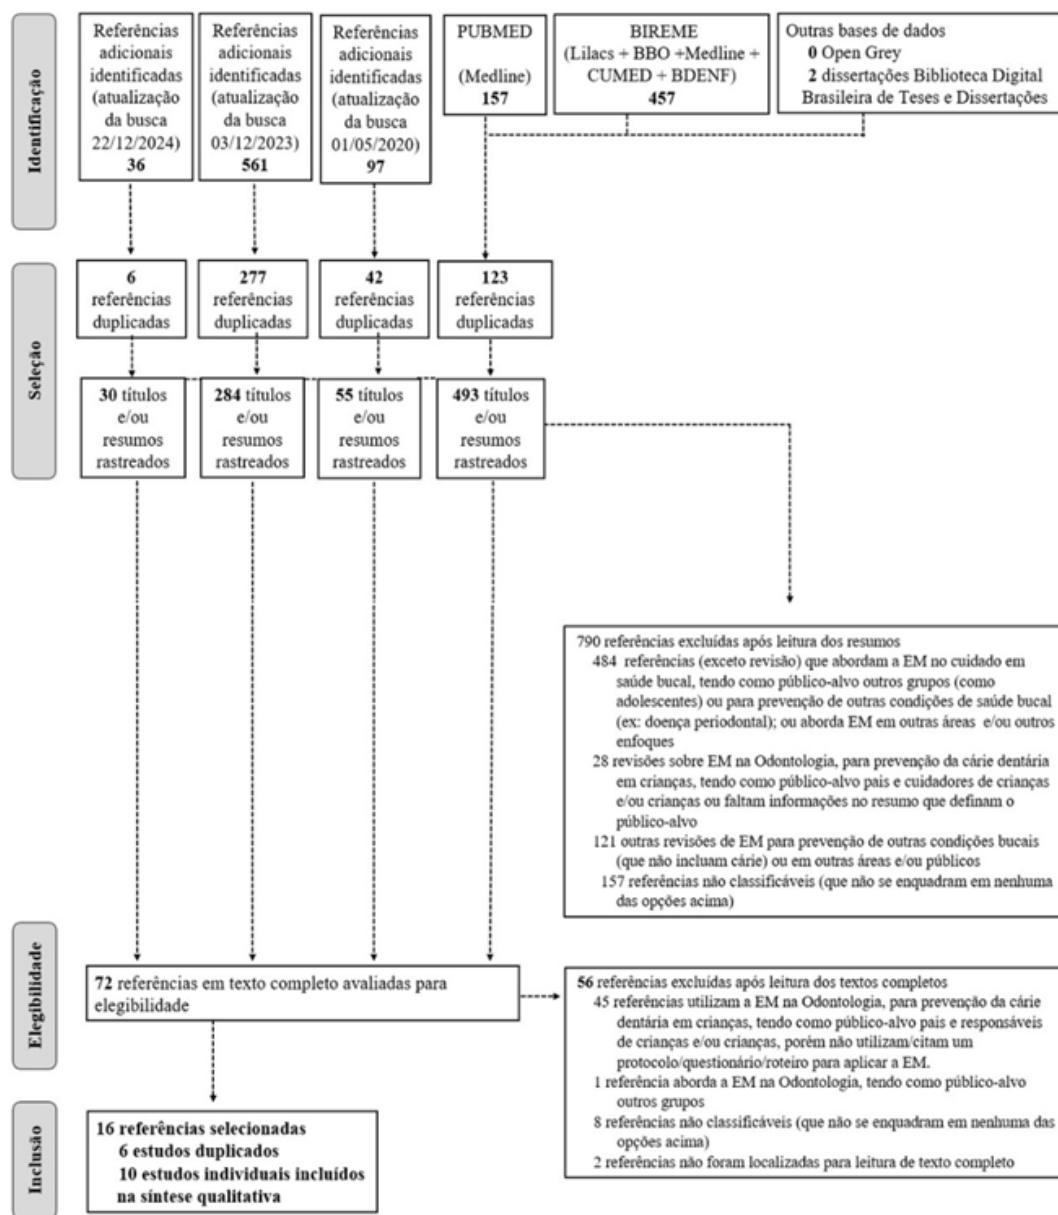 Identificação
Referências
adicionais
identificadas
(atualização
da busca
22/12/2024)
36
Referências
adicionais
identificadas
(atualização
da busca
03/12/2023)
561
Referências
adicionais
identificadas
(atualização
da busca
01/05/2020)
97
PUBMED
(Medline)
157
BIREME
(Lilacs + BBO +Medline +
CUMED + BDENF)
457
Outras bases de dados
0 Open Grey
2 dissertações Biblioteca Digital
Brasileira de Teses e Dissertações
Seleção
6
referências
duplicadas
277
referências
duplicadas
42
referências
duplicadas
123
referências
duplicadas
30 títulos
e/ou
resumos
rastreados
284 títulos
e/ou
resumos
rastreados
55 títulos
e/ou
resumos
rastreados
493 títulos
e/ou
resumos
rastreados
790 referências excluídas após leitura dos resumos
484 referências (exceto revisão) que abordam a EM no cuidado em
saúde bucal, tendo como público-alvo outros grupos (como
adolescentes) ou para prevenção de outras condições de saúde bucal
(ex: doença periodontal); ou aborda EM em outras áreas e/ou outros
enfoques
28 revisões sobre EM na Odontologia, para prevenção da cárie dentária
em crianças, tendo como público-alvo pais e cuidadores de crianças
e/ou crianças ou faltam informações no resumo que definam o
público-alvo
121 outras revisões de EM para prevenção de outras condições bucais
(que não incluam cárie) ou em outras áreas e/ou públicos
157 referências não classificáveis (que não se enquadram em nenhuma
das opções acima)
Elegibilidade
72 referências em texto completo avaliadas para
elegibilidade
56 referências excluídas após leitura dos textos completos
45 referências utilizam a EM na Odontologia, para prevenção da cárie
dentária em crianças, tendo como público-alvo pais e responsáveis
de crianças e/ou crianças, porém não utilizam/citam um
protocolo/questionário/roteiro para aplicar a EM.
1 referência aborda a EM na Odontologia, tendo como público-alvo
outros grupos
8 referências não classificáveis (que não se enquadram em nenhuma das
opções acima)
2 referências não foram localizadas para leitura de texto completo
Inclusão
16 referências selecionadas
6 estudos duplicados
10 estudos individuais incluídos
na síntese qualitativa